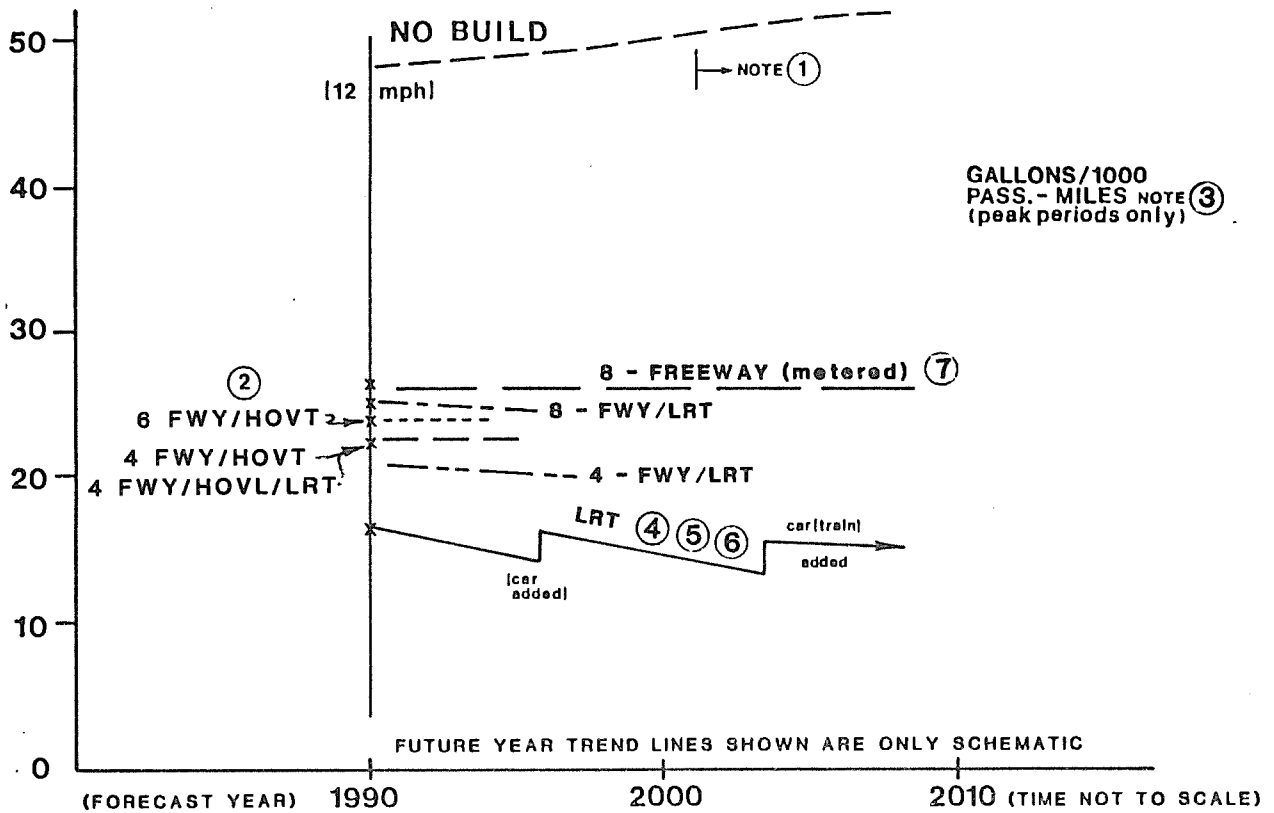 50
NO BUILD
NOTE 1
(12 mph)
40
GALLONS/1000
PASS.- MILES NOTE 3
(peak periods only)
30
8 - FREEWAY (metered) 7
2
8 - FWY/LRT
6 FWY/HOVT
4 FWY/HOVT
4 FWY/HOVL/LRT
4 - FWY/LRT
20
LRT 4 5 6
car(train)
added
(car
added)
10
FUTURE YEAR TREND LINES SHOWN ARE ONLY SCHEMATIC
0
(FORECAST YEAR) 1990 2000 2010 (TIME NOT TO SCALE)